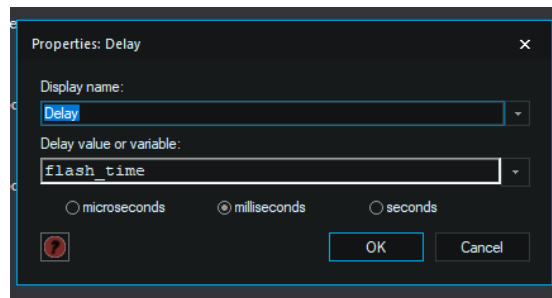 Properties: Delay
Display name:
Delay
Delay value or variable:
flash_time
microseconds milliseconds seconds
? OK Cancel